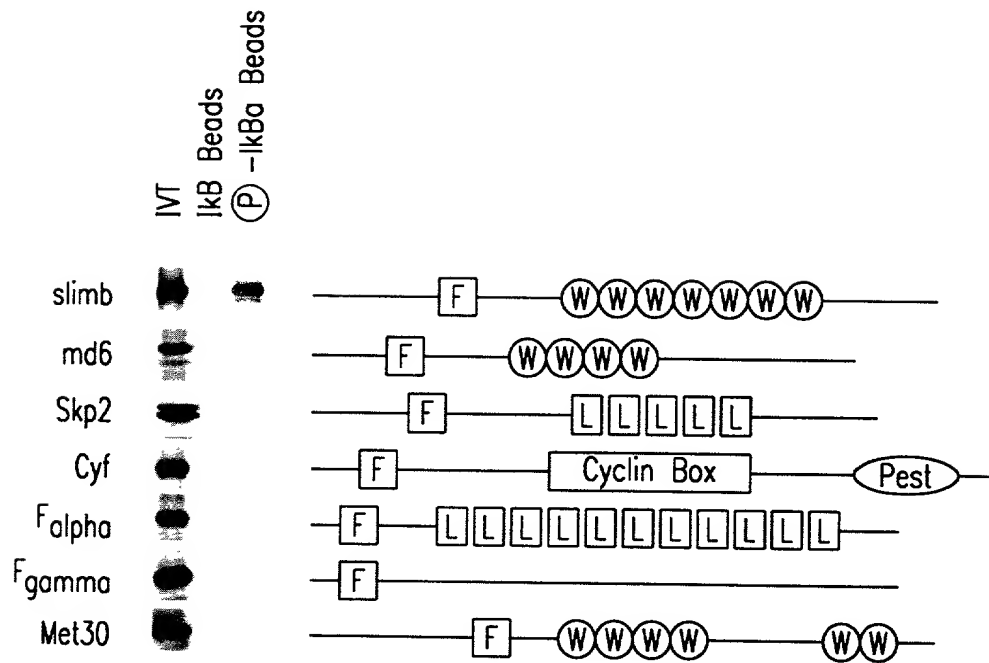 IVT
IkB Beads
P -IkBa Beads
slimb F W W W W W W W
md6 F W W W W
Skp2 F L L L L L
Cyf F Cyclin Box Pest
Falpha F L L L L L L L L L L L
Fgamma F
Met30 F W W W W W W